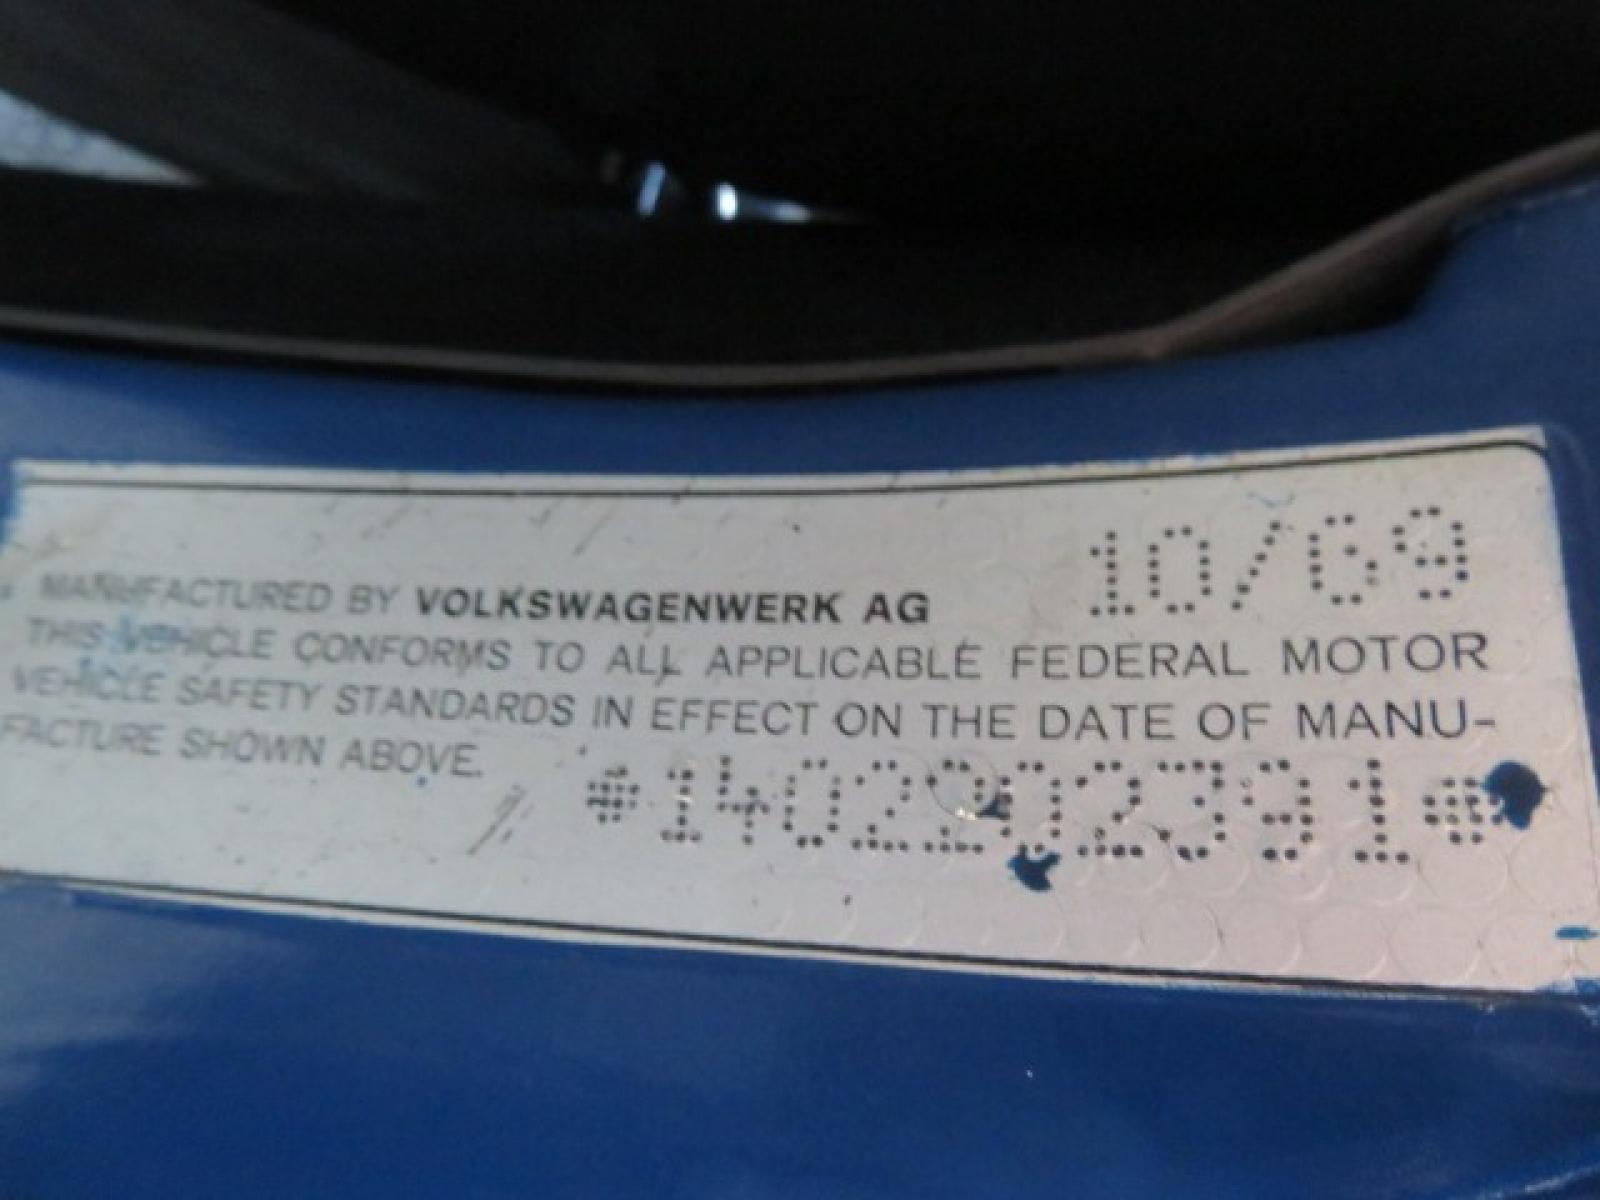 10/69
MANUFACTURED BY VOLKSWAGENWERK AG
THIS VEHICLE CONFORMS TO ALL APPLICABLE FEDERAL MOTOR
VEHICLE SAFETY STANDARDS IN EFFECT ON THE DATE OF MANU-
FACTURE SHOWN ABOVE.
*1402202391*